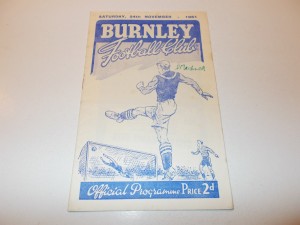 SATURDAY, 24th NOVEMBER - 1951
BURNLEY
Football Club
Official Programme PRICE 2d